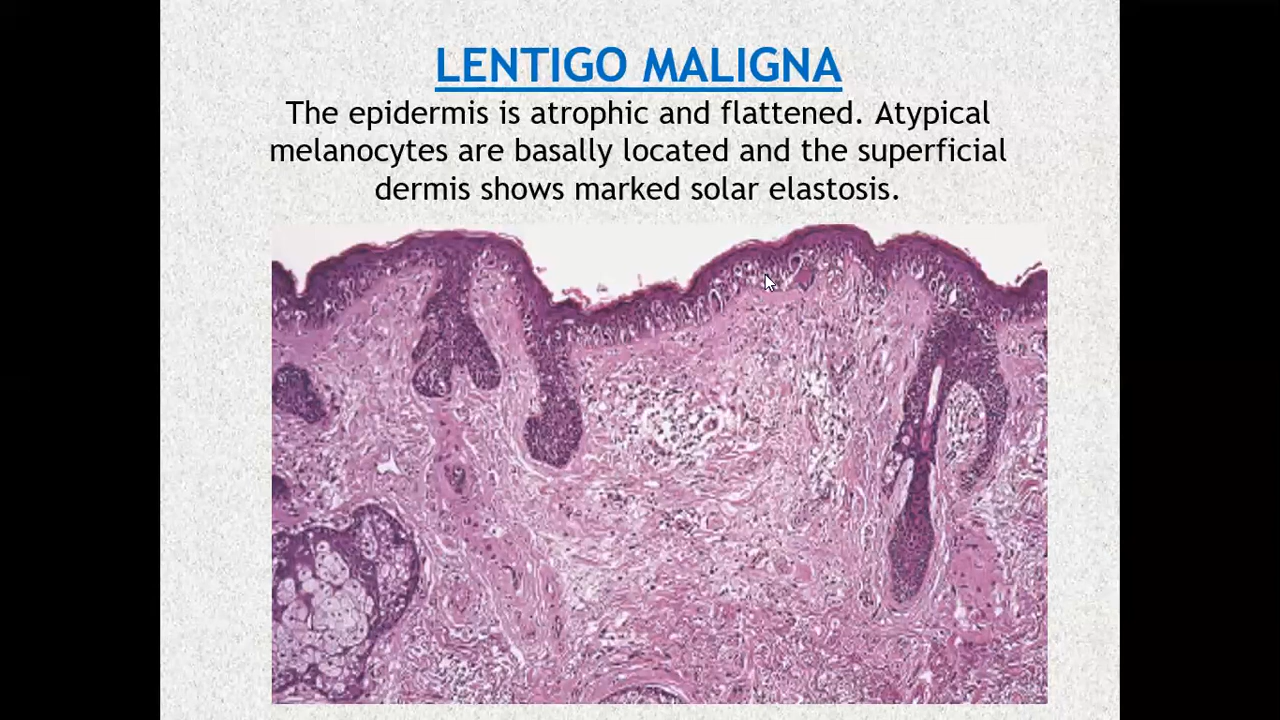 LENTIGO MALIGNA
The epidermis is atrophic and flattened. Atypical
melanocytes are basally located and the superficial
dermis shows marked solar elastosis.